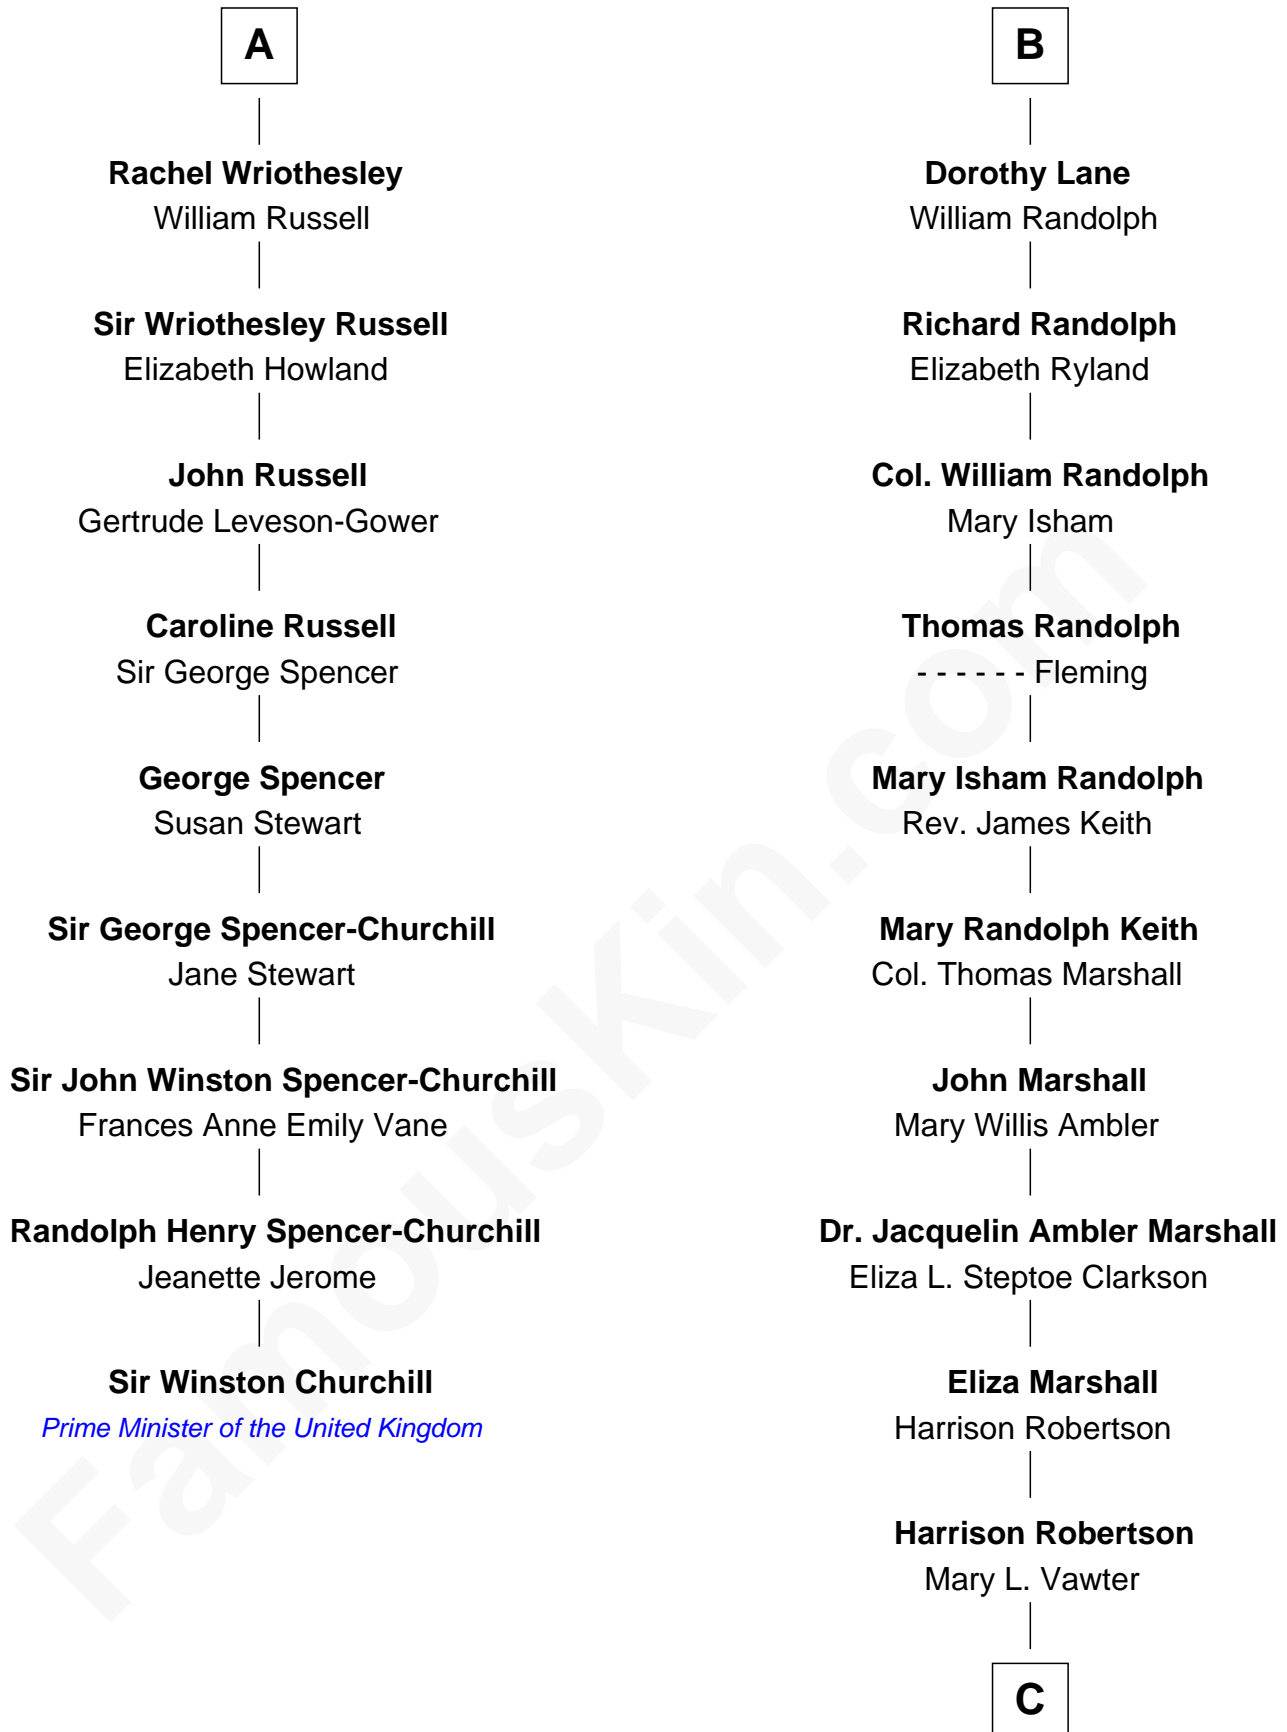 A
Rachel Wriothesley
William Russell
Sir Wriothesley Russell
Elizabeth Howland
John Russell
Gertrude Leveson-Gower
Caroline Russell
Sir George Spencer
George Spencer
Susan Stewart
Sir George Spencer-Churchill
Jane Stewart
Sir John Winston Spencer-Churchill
Frances Anne Emily Vane
Randolph Henry Spencer-Churchill
Jeanette Jerome
Sir Winston Churchill
Prime Minister of the United Kingdom
B
Dorothy Lane
William Randolph
Richard Randolph
Elizabeth Ryland
Col. William Randolph
Mary Isham
Thomas Randolph
- - - - - - Fleming
Mary Isham Randolph
Rev. James Keith
Mary Randolph Keith
Col. Thomas Marshall
John Marshall
Mary Willis Ambler
Dr. Jacquelin Ambler Marshall
Eliza L. Steptoe Clarkson
Eliza Marshall
Harrison Robertson
Harrison Robertson
Mary L. Vawter
C
FamousKin.com